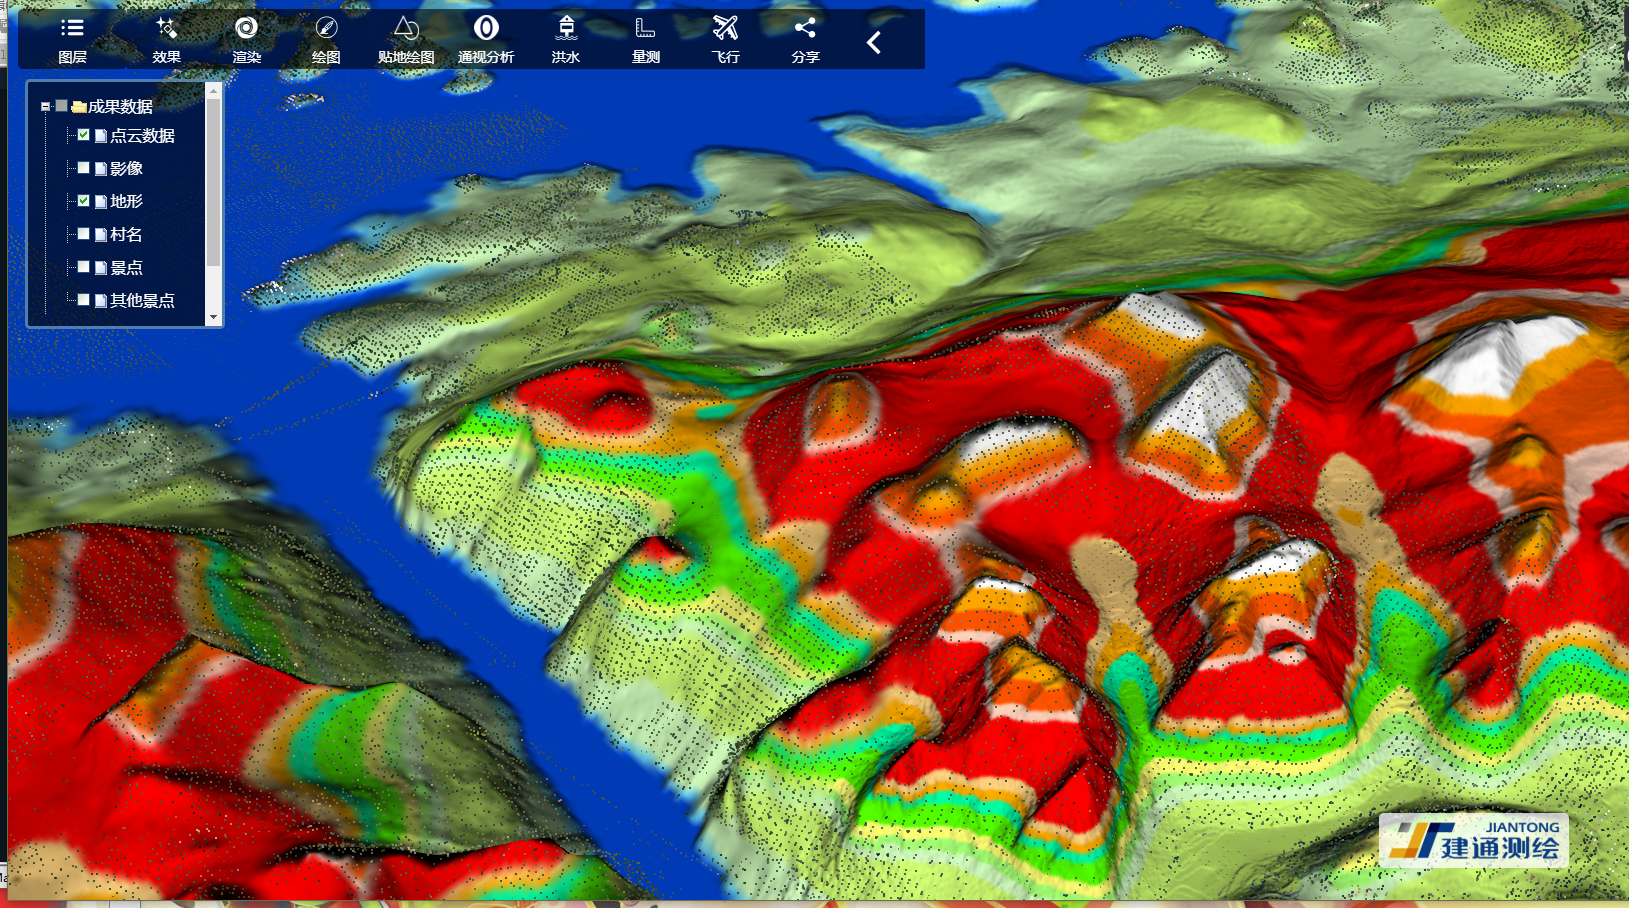 图层
效果
渲染
绘图
贴地绘图
通视分析
洪水
量测
飞行
分享
成果数据
点云数据
影像
地形
村名
景点
其他景点
JIANTONG
建通测绘